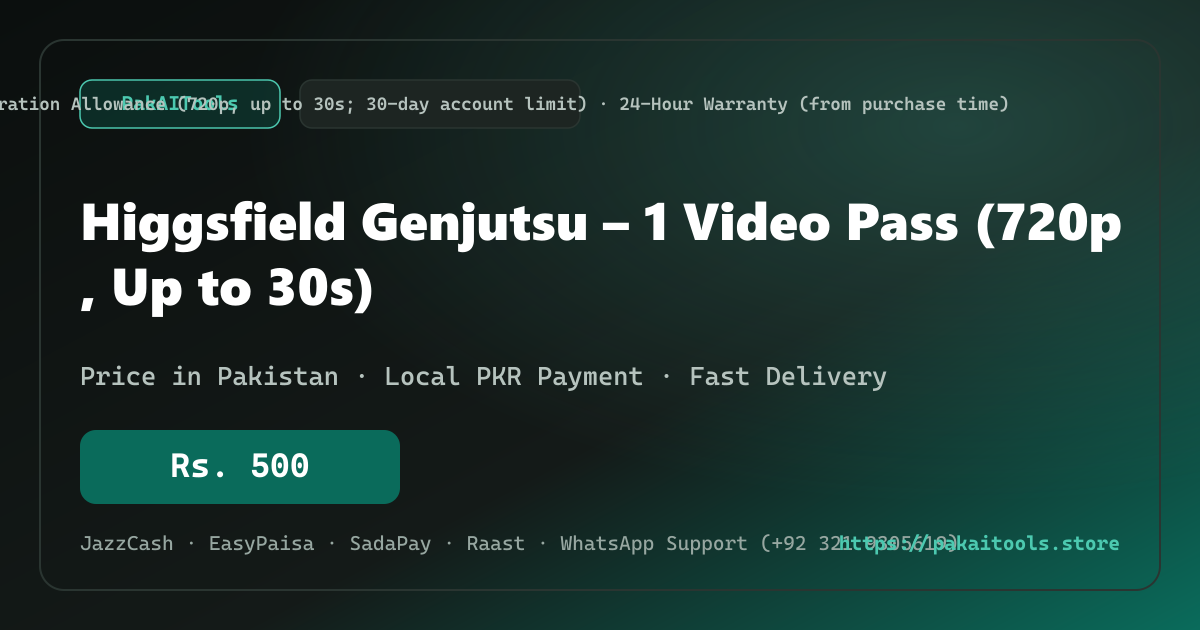 PakAITools
ration Allowance (720p, up to 30s; 30-day account limit) · 24-Hour Warranty (from purchase time)
Higgsfield Genjutsu – 1 Video Pass (720p
, Up to 30s)
Price in Pakistan · Local PKR Payment · Fast Delivery
Rs. 500
JazzCash · EasyPaisa · SadaPay · Raast · WhatsApp Support (+92 321
https://pakaitools.store